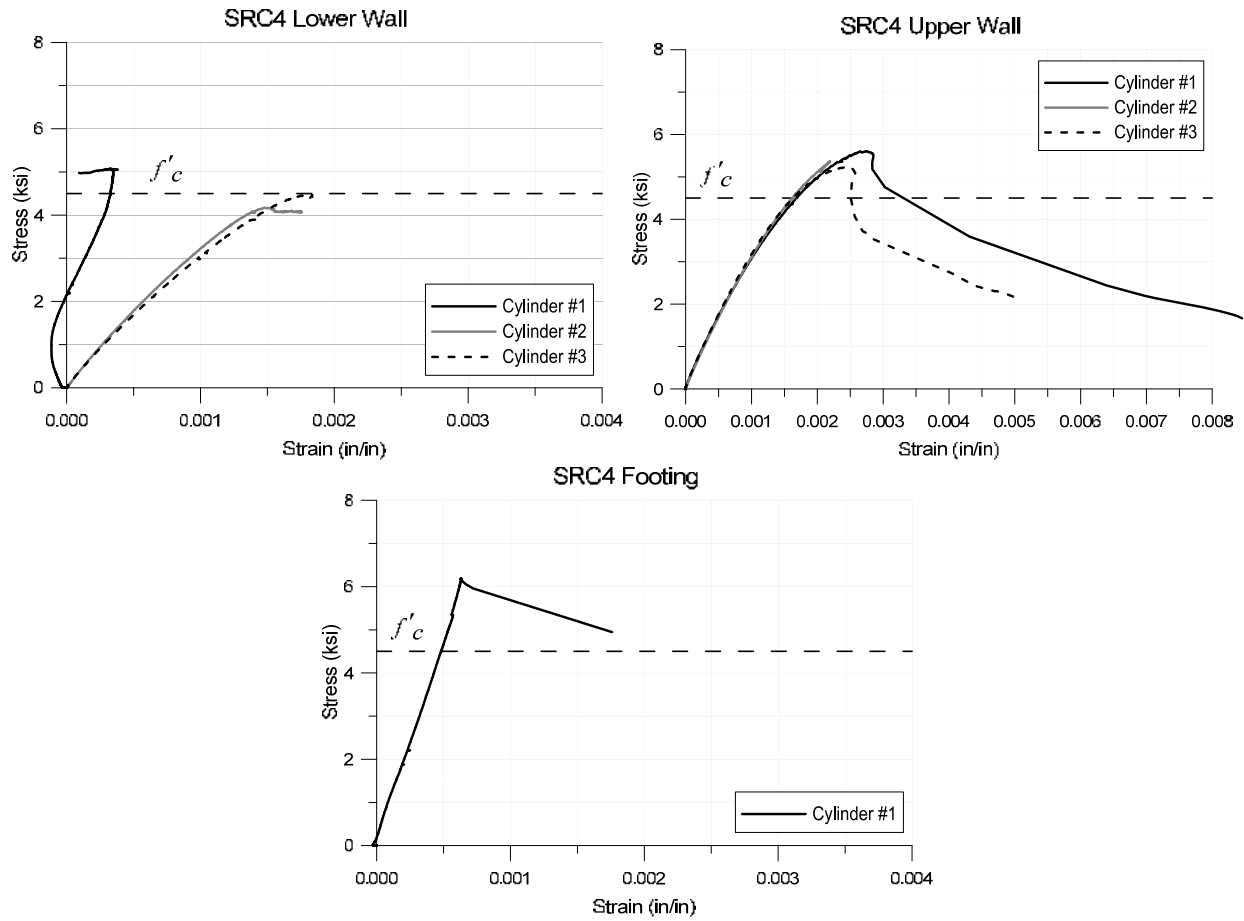 SRC4 Lower Wall
8
6
4
2
0
Stress (ksi)
f'c
Cylinder #1
Cylinder #2
Cylinder #3
0.000 0.001 0.002 0.003 0.004
Strain (in/in)
SRC4 Upper Wall
8
6
4
2
0
Stress (ksi)
f'c
Cylinder #1
Cylinder #2
Cylinder #3
0.000 0.001 0.002 0.003 0.004 0.005 0.006 0.007 0.008
Strain (in/in)
SRC4 Footing
8
6
4
2
0
Stress (ksi)
f'c
Cylinder #1
0.000 0.001 0.002 0.003 0.004
Strain (in/in)